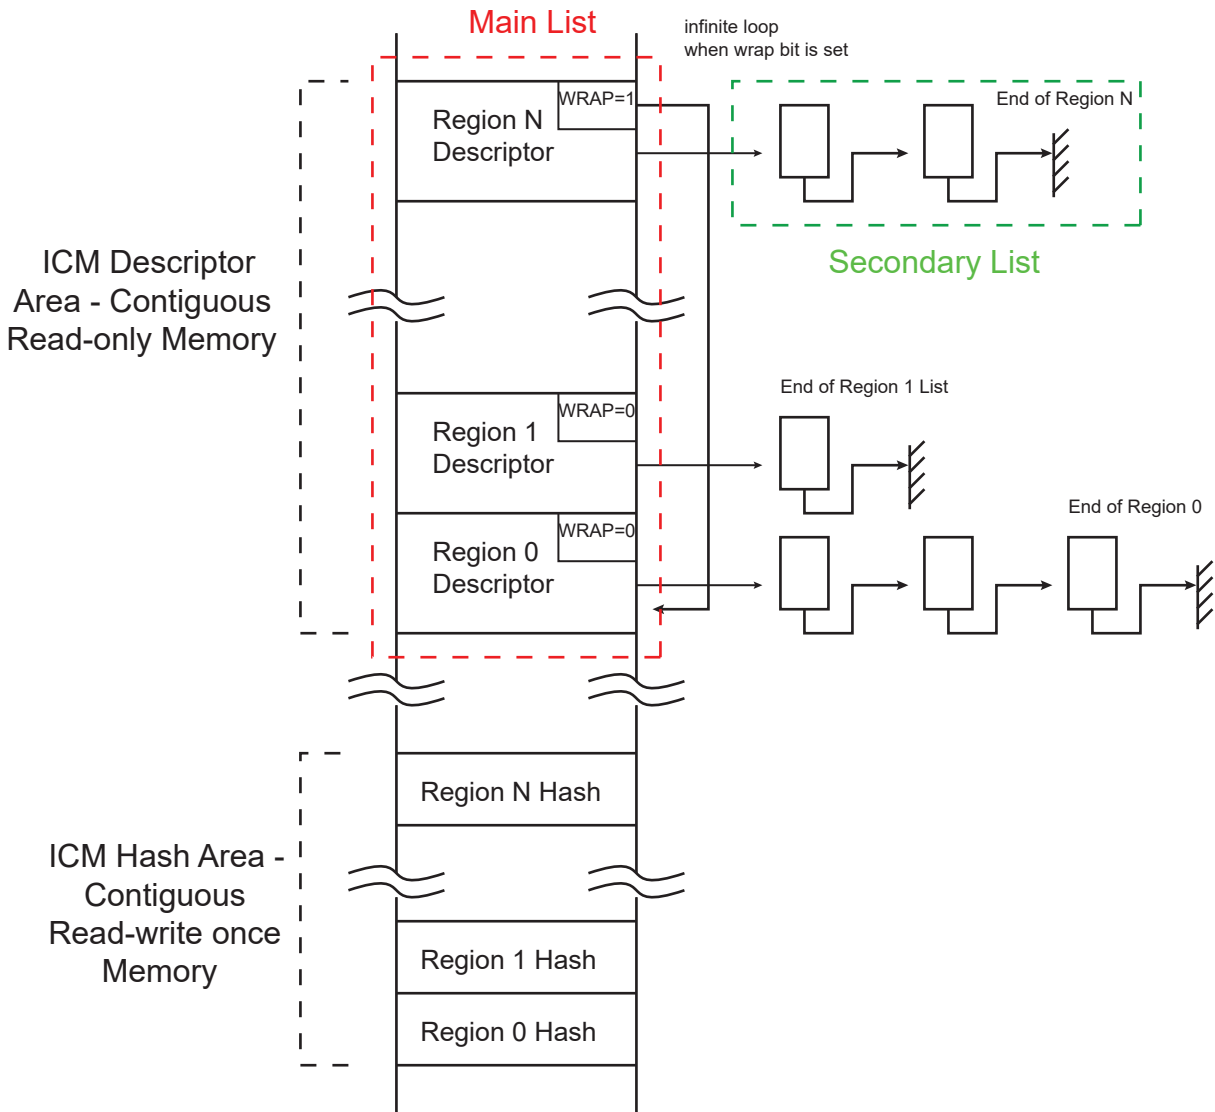 Main List
infinite loop
when wrap bit is set
WRAP=1
Region N
Descriptor
End of Region N
Secondary List
ICM Descriptor
Area - Contiguous
Read-only Memory
End of Region 1 List
WRAP=0
Region 1
Descriptor
End of Region 0
WRAP=0
Region 0
Descriptor
Region N Hash
ICM Hash Area -
Contiguous
Read-write once
Memory
Region 1 Hash
Region 0 Hash